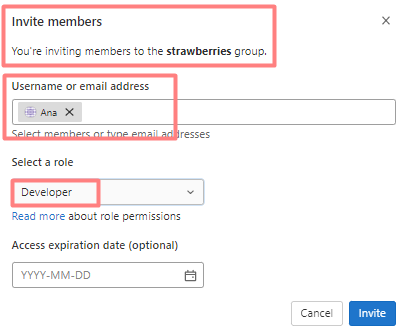 Invite members
You're inviting members to the strawberries group.
Username or email address
Ana
Select members or type email addresses
Select a role
Developer
Read more about role permissions
Access expiration date (optional)
YYYY-MM-DD
Cancel Invite